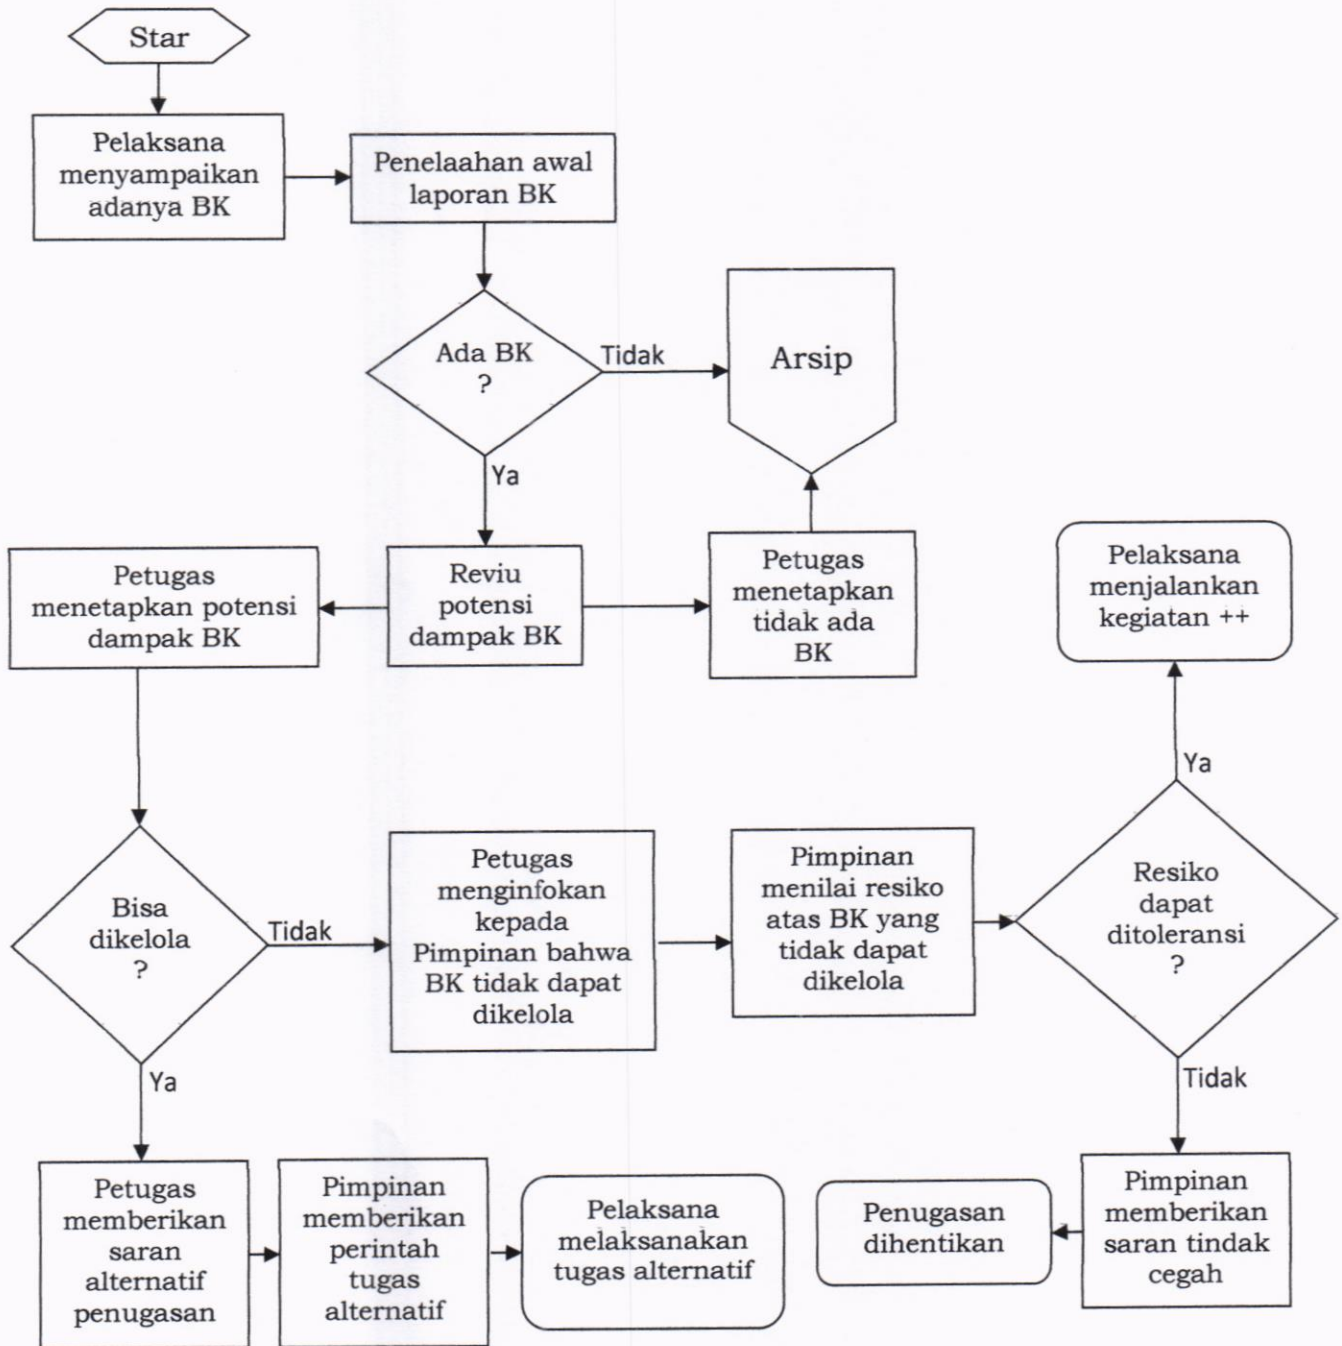 Star
Pelaksana
menyampaikan
adanya BK
Penelaahan awal
laporan BK
Ada BK
?
Tidak
Arsip
Ya
Petugas
menetapkan potensi
dampak BK
Reviu
potensi
dampak BK
Petugas
menetapkan
tidak ada
BK
Pelaksana
menjalankan
kegiatan ++
Ya
Bisa
dikelola
?
Tidak
Petugas
menginfokan
kepada
Pimpinan bahwa
BK tidak dapat
dikelola
Pimpinan
menilai resiko
atas BK yang
tidak dapat
dikelola
Resiko
dapat
ditoleransi
?
Ya
Tidak
Petugas
memberikan
saran
alternatif
penugasan
Pimpinan
memberikan
perintah
tugas
alternatif
Pelaksana
melaksanakan
tugas alternatif
Penugasan
dihentikan
Pimpinan
memberikan
saran tindak
cegah